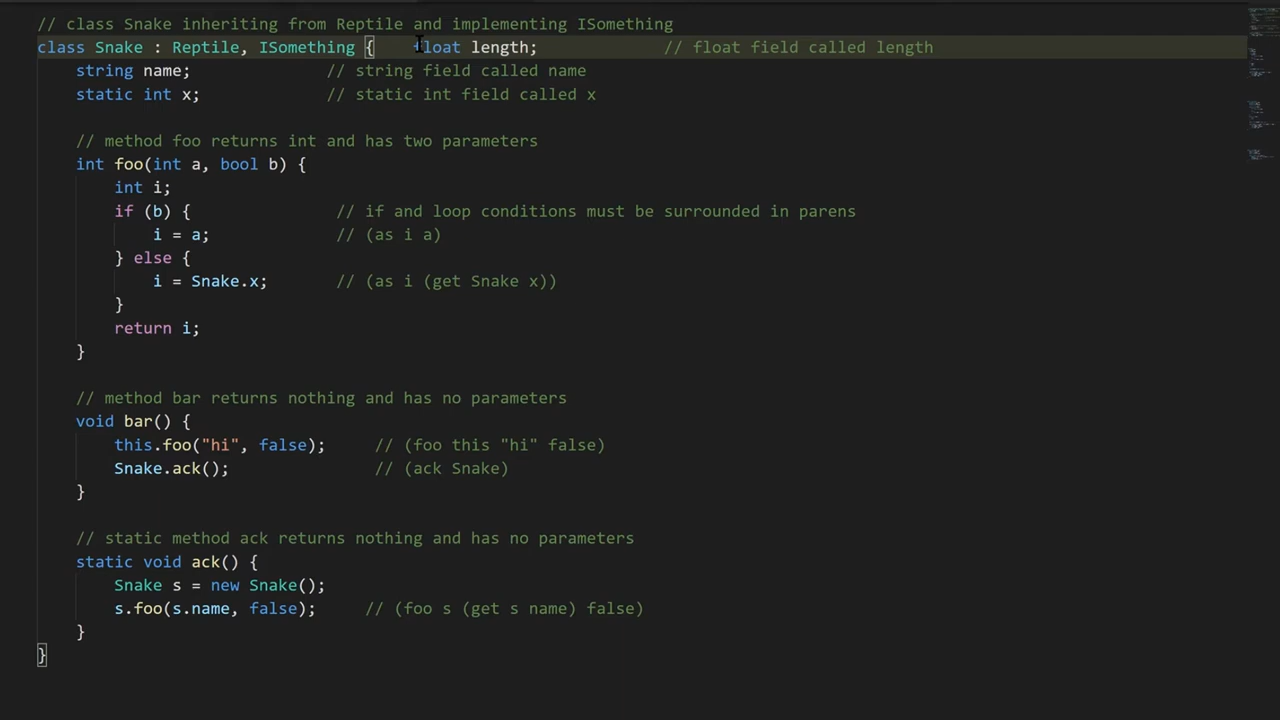 // class Snake inheriting from Reptile and implementing ISomething
class Snake : Reptile, ISomething {    float length;             // float field called length
    string name;              // string field called name
    static int x;             // static int field called x
    // method foo returns int and has two parameters
    int foo(int a, bool b) {
        int i;
        if (b) {               // if and loop conditions must be surrounded in parens
            i = a;             // (as i a)
        } else {
            i = Snake.x;       // (as i (get Snake x))
        }
        return i;
    }
    // method bar returns nothing and has no parameters
    void bar() {
        this.foo("hi", false);     // (foo this "hi" false)
        Snake.ack();               // (ack Snake)
    }
    // static method ack returns nothing and has no parameters
    static void ack() {
        Snake s = new Snake();
        s.foo(s.name, false);     // (foo s (get s name) false)
    }
}